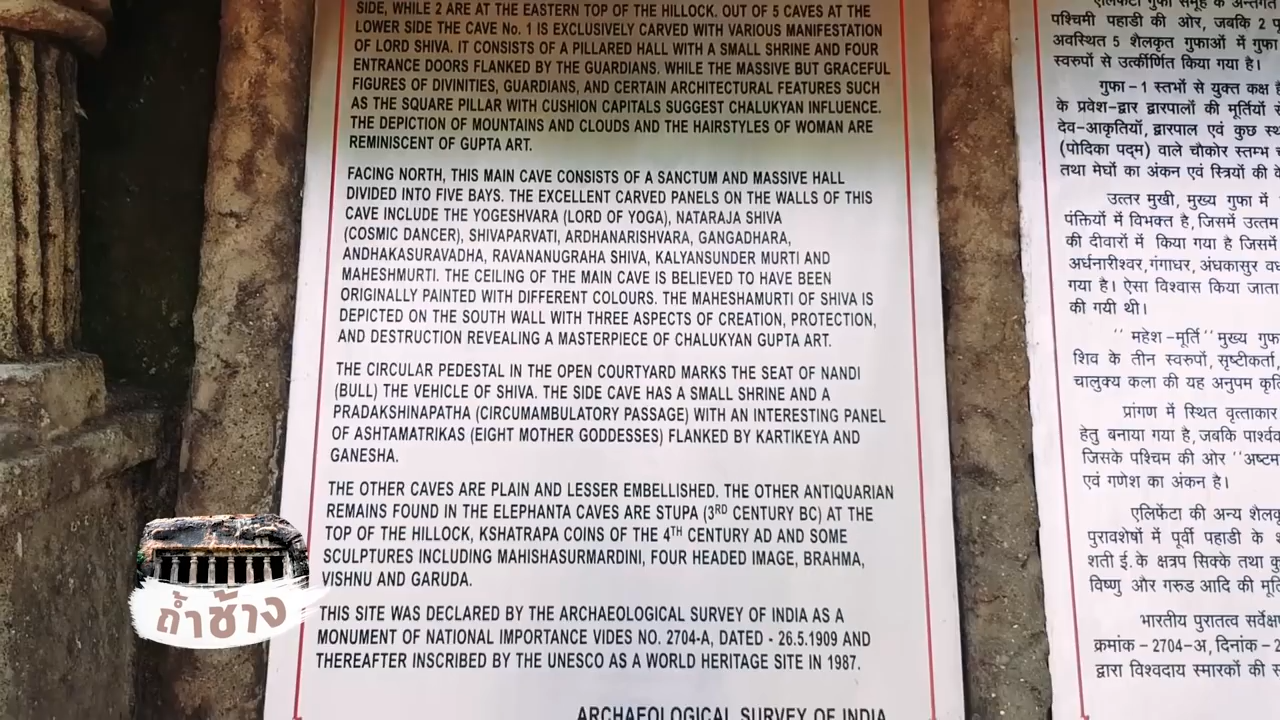 SIDE, WHILE 2 ARE AT THE EASTERN TOP OF THE HILLOCK. OUT OF 5 CAVES AT THE
LOWER SIDE THE CAVE No. 1 IS EXCLUSIVELY CARVED WITH VARIOUS MANIFESTATION
OF LORD SHIVA. IT CONSISTS OF A PILLARED HALL WITH A SMALL SHRINE AND FOUR
ENTRANCE DOORS FLANKED BY THE GUARDIANS. WHILE THE MASSIVE BUT GRACEFUL
FIGURES OF DIVINITIES, GUARDIANS, AND CERTAIN ARCHITECTURAL FEATURES SUCH
AS THE SQUARE PILLAR WITH CUSHION CAPITALS SUGGEST CHALUKYAN INFLUENCE.
THE DEPICTION OF MOUNTAINS AND CLOUDS AND THE HAIRSTYLES OF WOMAN ARE
REMINISCENT OF GUPTA ART.
FACING NORTH, THIS MAIN CAVE CONSISTS OF A SANCTUM AND MASSIVE HALL
DIVIDED INTO FIVE BAYS. THE EXCELLENT CARVED PANELS ON THE WALLS OF THIS
CAVE INCLUDE THE YOGESHVARA (LORD OF YOGA), NATARAJA SHIVA
(COSMIC DANCER), SHIVAPARVATI, ARDHANARISHVARA, GANGADHARA,
ANDHAKASURAVADHA, RAVANANUGRAHA SHIVA, KALYANSUNDER MURTI AND
MAHESHMURTI. THE CEILING OF THE MAIN CAVE IS BELIEVED TO HAVE BEEN
ORIGINALLY PAINTED WITH DIFFERENT COLOURS. THE MAHESHAMURTI OF SHIVA IS
DEPICTED ON THE SOUTH WALL WITH THREE ASPECTS OF CREATION, PROTECTION,
AND DESTRUCTION REVEALING A MASTERPIECE OF CHALUKYAN GUPTA ART.
THE CIRCULAR PEDESTAL IN THE OPEN COURTYARD MARKS THE SEAT OF NANDI
(BULL) THE VEHICLE OF SHIVA. THE SIDE CAVE HAS A SMALL SHRINE AND A
PRADAKSHINAPATHA (CIRCUMAMBULATORY PASSAGE) WITH AN INTERESTING PANEL
OF ASHTAMATRIKAS (EIGHT MOTHER GODDESSES) FLANKED BY KARTIKEYA AND
GANESHA.
THE OTHER CAVES ARE PLAIN AND LESSER EMBELLISHED. THE OTHER ANTIQUARIAN
REMAINS FOUND IN THE ELEPHANTA CAVES ARE STUPA (3RD CENTURY BC) AT THE
TOP OF THE HILLOCK, KSHATRAPA COINS OF THE 4TH CENTURY AD AND SOME
SCULPTURES INCLUDING MAHISHASURMARDINI, FOUR HEADED IMAGE, BRAHMA,
VISHNU AND GARUDA.
THIS SITE WAS DECLARED BY THE ARCHAEOLOGICAL SURVEY OF INDIA AS A
MONUMENT OF NATIONAL IMPORTANCE VIDES NO. 2704-A, DATED - 26.5.1909 AND
THEREAFTER INSCRIBED BY THE UNESCO AS A WORLD HERITAGE SITE IN 1987.
ARCHAEOLOGICAL SURVEY OF INDIA
पश्चिमी पहाडी की ओर, जबकि 2
अवस्थित 5 शैलकृत गुफाओं में गुफा
स्वरुपों से उत्कीर्णित किया गया है।
गुफा - 1 स्तभों से युक्त कक्ष
के प्रवेश-द्वार द्वारपालों की मूर्तियों
देव-आकृतियॉ, द्वारपाल एवं कुछ
(पोदिका पद्म) वाले चौकोर स्तम्भ
तथा मेघों का अंकन एवं स्त्रियों की
उत्तर मुखी, मुख्य गुफा में
पंक्तियों में विभक्त है, जिसमें उत्तम
की दीवारों में किया गया है जिसमें
अर्धनारीश्वर, गंगाधर, अंधकासुर
गया है। ऐसा विश्वास किया जाता
की गयी थी।
‘‘ महेश -मूर्ति ’’ मुख्य
शिव के तीन स्वरुपों, सृष्टीकर्ता,
चालुक्य कला की यह अनुपम
प्रांगण में स्थित वृत्ताकार
हेतु बनाया गया है, जबकि
जिसके पश्चिम की ओर
एवं गणेश का अंकन है।
एलिफेंटा की अन्य
पुरावशेषों में पूर्वी पहाडी के
शती ई. के क्षत्रप सिक्के तथा
विष्णु और गरुड आदि की
भारतीय पुरातत्व
क्रमांक - 2704-अ, दिनांक -
द्वारा विश्वदाय स्मारकों की
ถ้ำช้าง